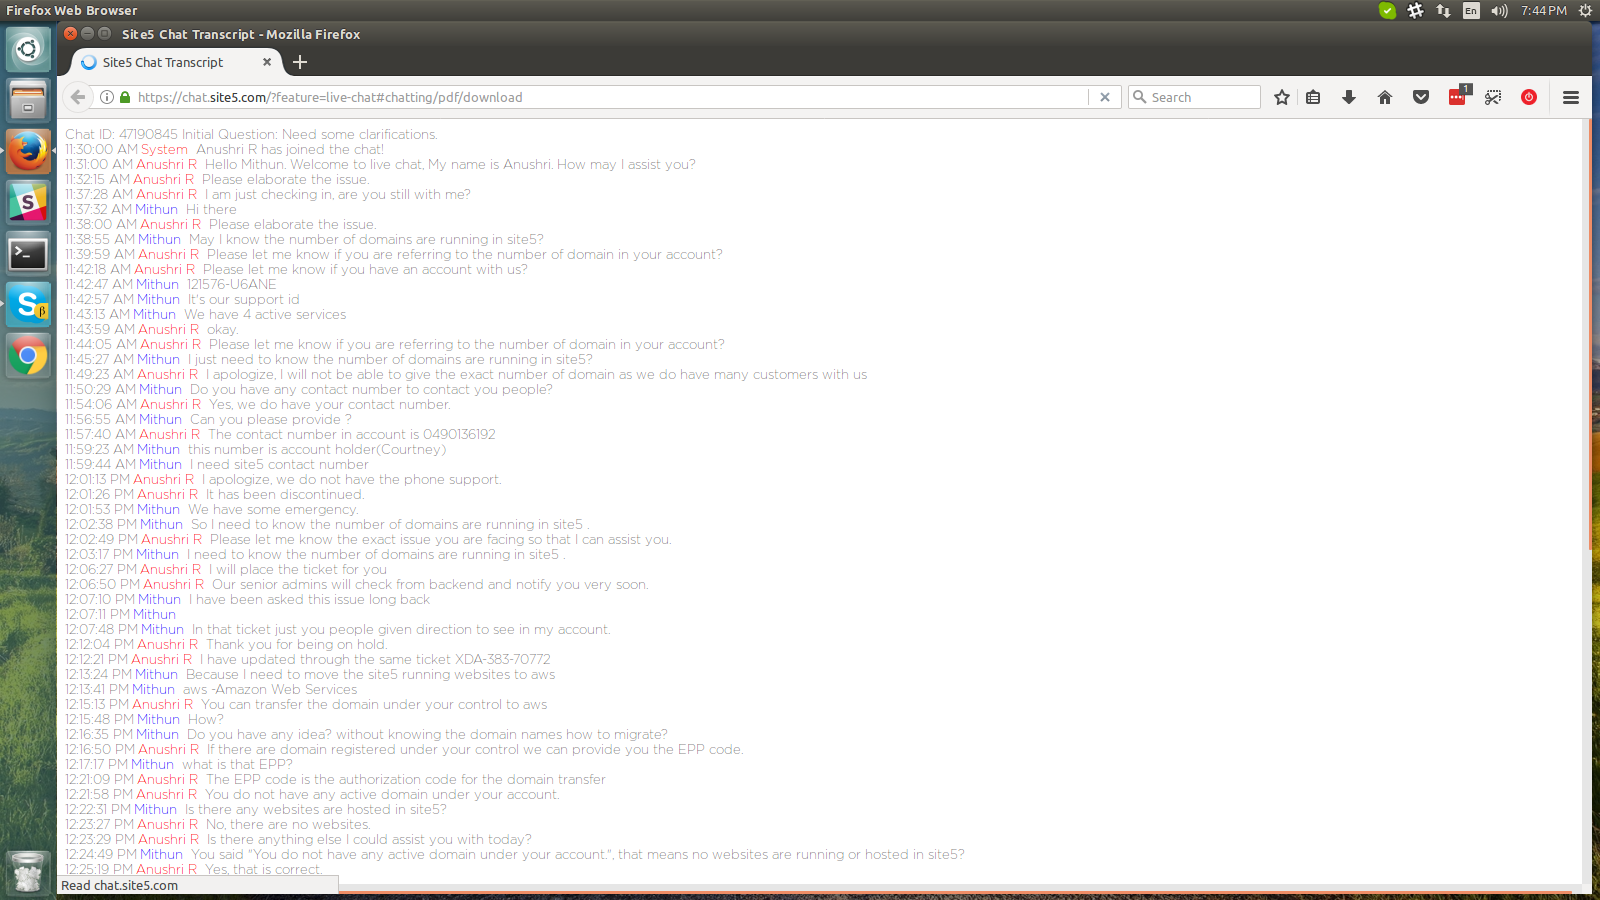 Firefox Web Browser
En
7:44 PM
Site5 Chat Transcript - Mozilla Firefox
Site5 Chat Transcript
https://chat.site5.com/?feature=live-chat#chatting/pdf/download
Search
1
Chat ID: 47190845 Initial Question: Need some clarifications.
11:30:00 AM System Anushri R has joined the chat!
11:31:00 AM Anushri R Hello Mithun. Welcome to live chat, My name is Anushri. How may I assist you?
11:32:15 AM Anushri R Please elaborate the issue.
11:37:28 AM Anushri R I am just checking in, are you still with me?
11:37:32 AM Mithun Hi there
11:38:00 AM Anushri R Please elaborate the issue.
11:38:55 AM Mithun May I know the number of domains are running in site5?
11:39:59 AM Anushri R Please let me know if you are referring to the number of domain in your account?
11:42:18 AM Anushri R Please let me know if you have an account with us?
11:42:47 AM Mithun 121576-U6ANE
11:42:57 AM Mithun It's our support id
11:43:13 AM Mithun We have 4 active services
11:43:59 AM Anushri R okay.
11:44:05 AM Anushri R Please let me know if you are referring to the number of domain in your account?
11:45:27 AM Mithun I just need to know the number of domains are running in site5?
11:49:23 AM Anushri R I apologize, I will not be able to give the exact number of domain as we do have many customers with us
11:50:29 AM Mithun Do you have any contact number to contact you people?
11:54:06 AM Anushri R Yes, we do have your contact number.
11:56:55 AM Mithun Can you please provide ?
11:57:40 AM Anushri R The contact number in account is 0490136192
11:59:23 AM Mithun this number is account holder(Courtney)
11:59:44 AM Mithun I need site5 contact number
12:01:13 PM Anushri R I apologize, we do not have the phone support.
12:01:26 PM Anushri R It has been discontinued.
12:01:53 PM Mithun We have some emergency.
12:02:38 PM Mithun So I need to know the number of domains are running in site5 .
12:02:49 PM Anushri R Please let me know the exact issue you are facing so that I can assist you.
12:03:17 PM Mithun I need to know the number of domains are running in site5 .
12:06:27 PM Anushri R I will place the ticket for you
12:06:50 PM Anushri R Our senior admins will check from backend and notify you very soon.
12:07:10 PM Mithun I have been asked this issue long back
12:07:11 PM Mithun
12:07:48 PM Mithun In that ticket just you people given direction to see in my account.
12:12:04 PM Anushri R Thank you for being on hold.
12:12:21 PM Anushri R I have updated through the same ticket XDA-383-70772
12:13:24 PM Mithun Because I need to move the site5 running websites to aws
12:13:41 PM Mithun aws -Amazon Web Services
12:15:13 PM Anushri R You can transfer the domain under your control to aws
12:15:48 PM Mithun How?
12:16:35 PM Mithun Do you have any idea? without knowing the domain names how to migrate?
12:16:50 PM Anushri R If there are domain registered under your control we can provide you the EPP code.
12:17:17 PM Mithun what is that EPP?
12:21:09 PM Anushri R The EPP code is the authorization code for the domain transfer
12:21:58 PM Anushri R You do not have any active domain under your account.
12:22:31 PM Mithun Is there any websites are hosted in site5?
12:23:27 PM Anushri R No, there are no websites.
12:23:29 PM Anushri R Is there anything else I could assist you with today?
12:24:49 PM Mithun You said "You do not have any active domain under your account.", that means no websites are running or hosted in site5?
12:25:19 PM Anushri R Yes, that is correct.
Read chat.site5.com